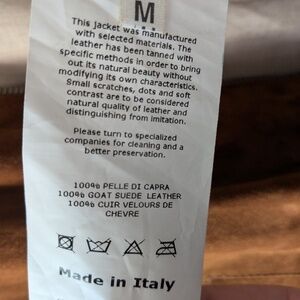 M
This jacket was manufactured
with selected materials. The
leather has been tanned with
specific methods in order to bring
out its natural beauty without
modifying its own characteristics.
Small scratches, dots and soft
contrast are to be considered
natural quality of leather and
distinguishing from imitation.
Please turn to specialized
companies for cleaning and a
better preservation.
100% PELLE DI CAPRA
100% GOAT SUEDE LEATHER
100% CUIR VELOURS DE
CHEVRE
Made in Italy